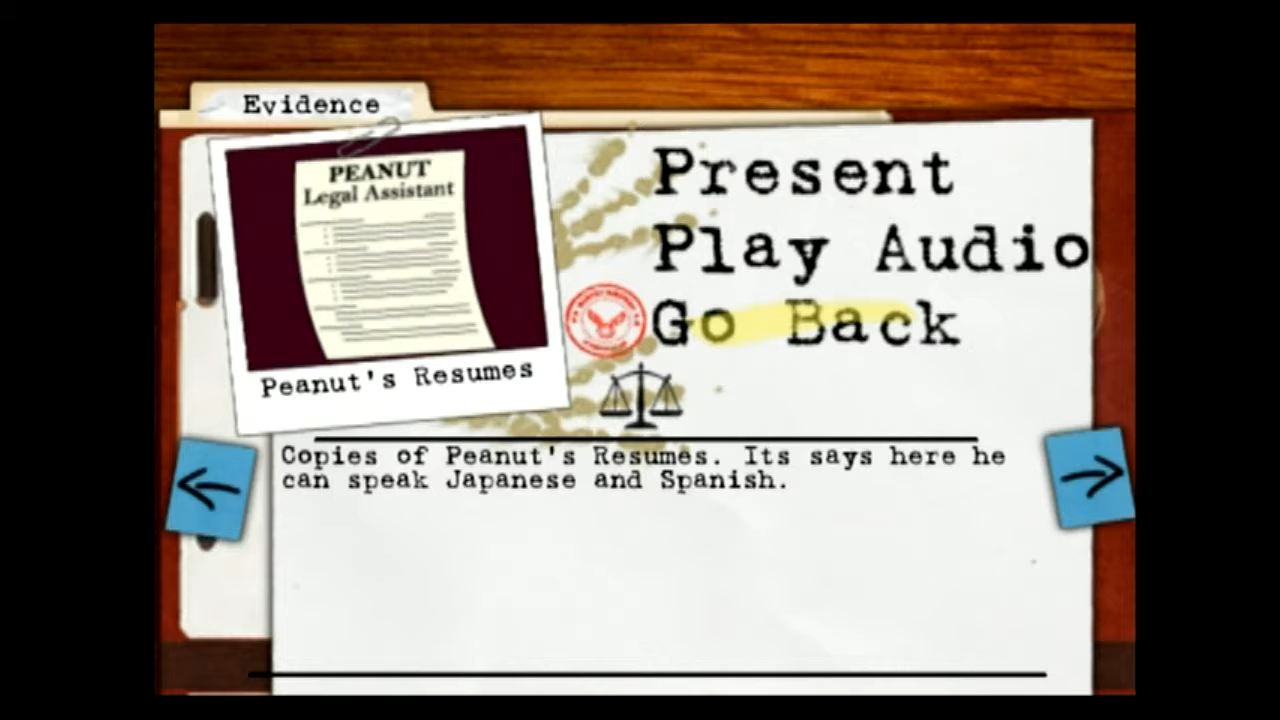 Evidence
PEANUT
Legal Assistant
Peanut's Resumes
Present
Play Audio
Go Back
Copies of Peanut's Resumes. Its says here he
can speak Japanese and Spanish.